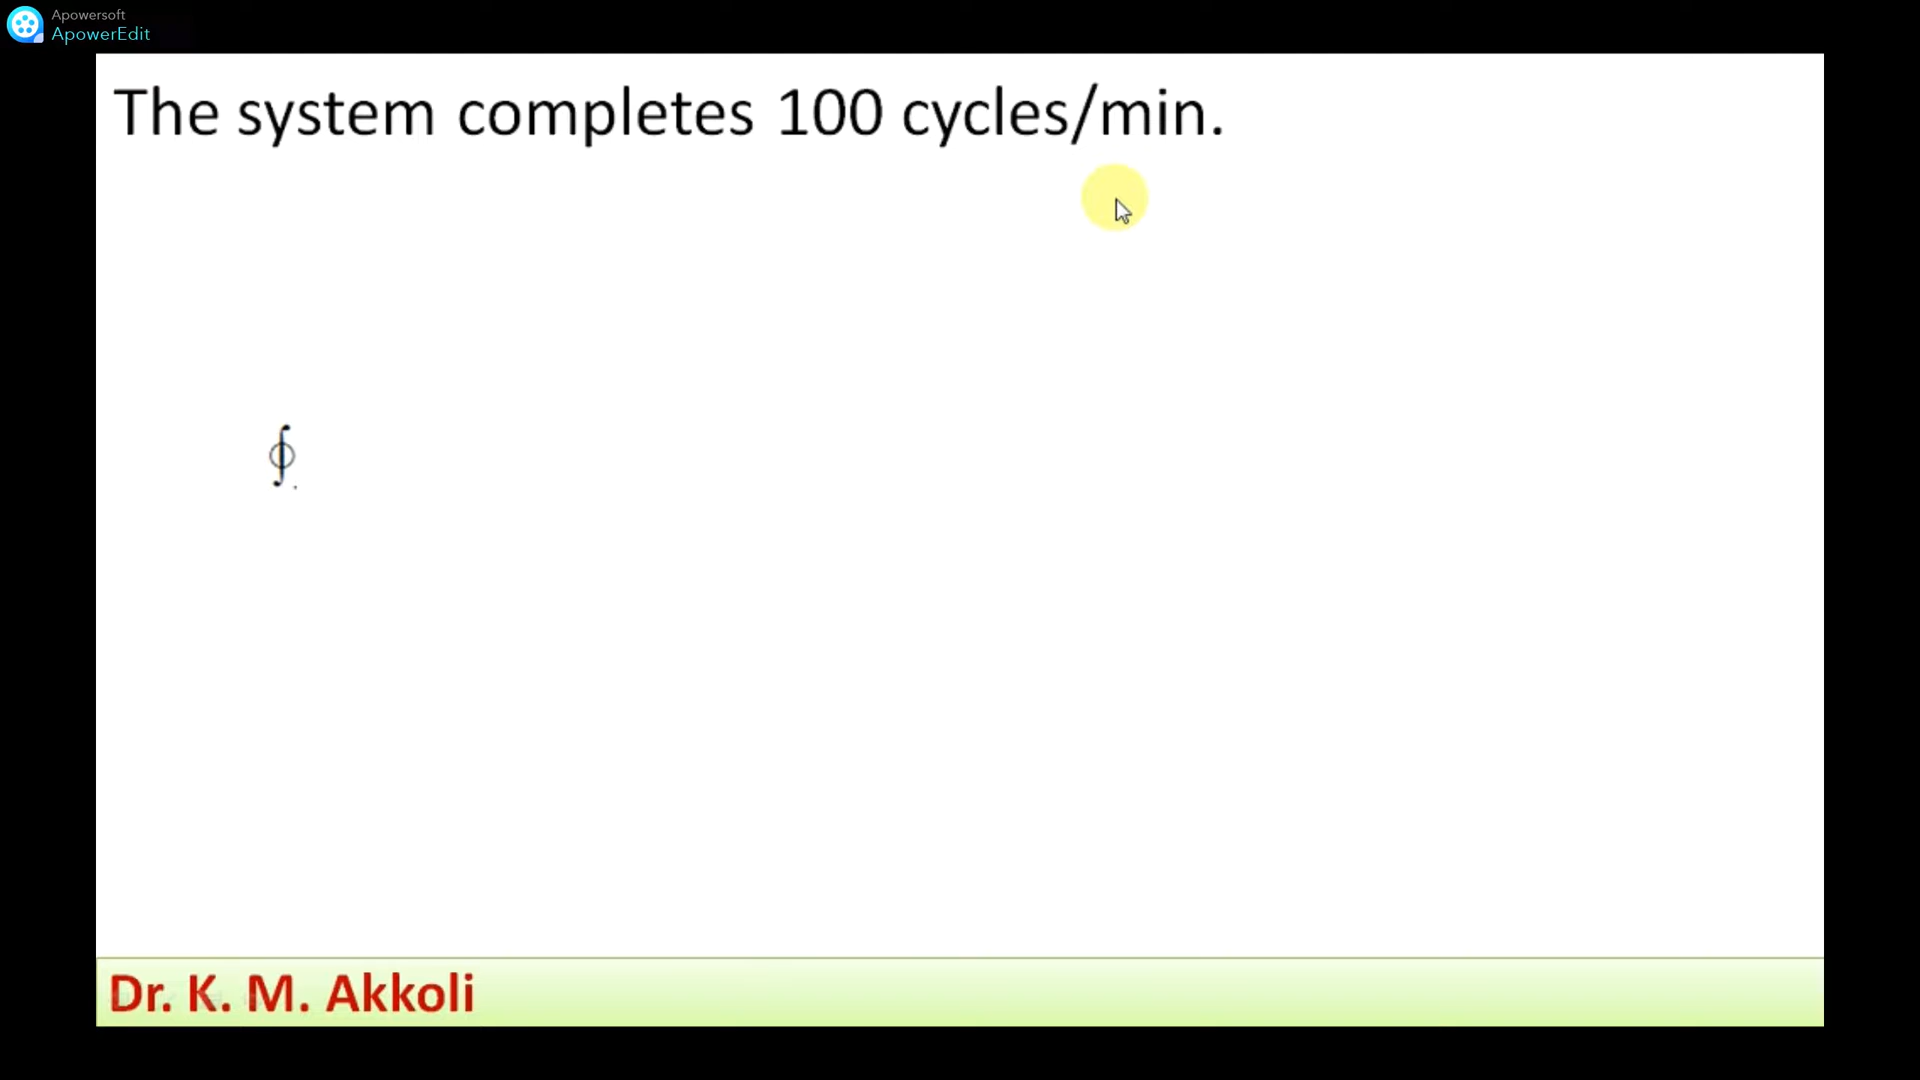 Apowersoft
ApowerEdit
The system completes 100 cycles/min.
∮.
Dr. K. M. Akkoli